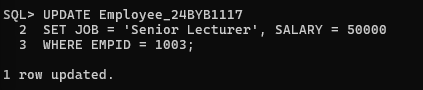 SQL> UPDATE Employee_24BYB1117
  2  SET JOB = 'Senior Lecturer', SALARY = 50000
  3  WHERE EMPID = 1003;
1 row updated.